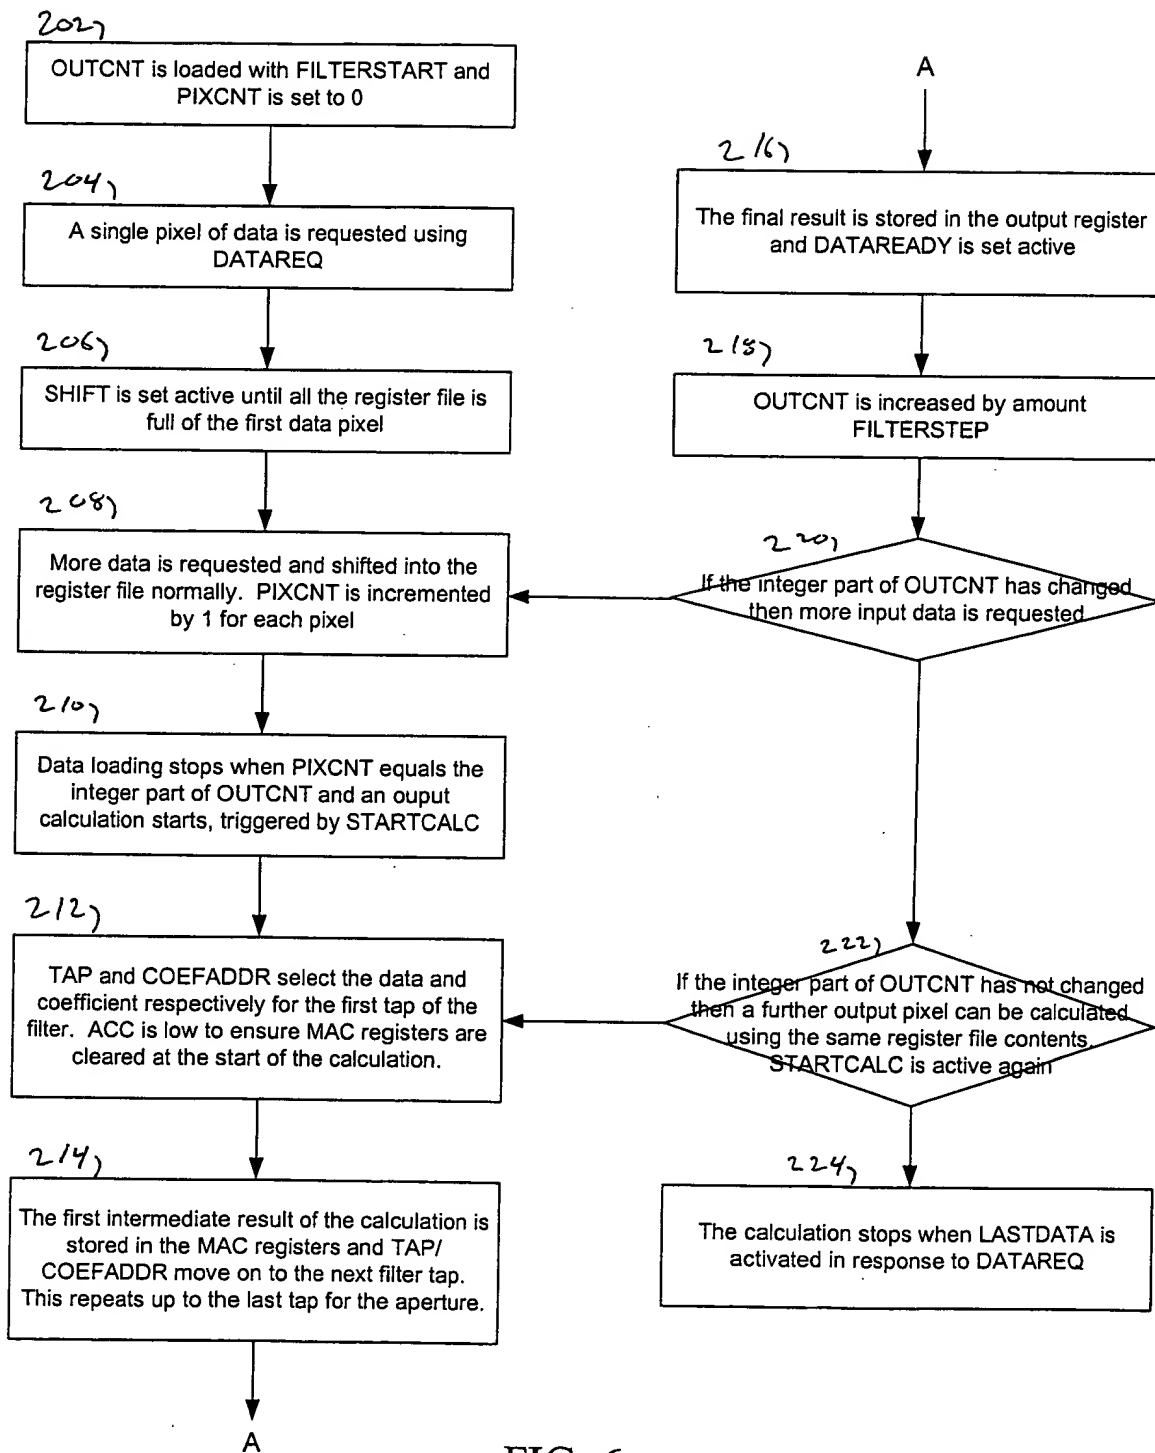 202
OUTCNT is loaded with FILTERSTART and
PIXCNT is set to 0
204
A single pixel of data is requested using
DATAREQ
206
SHIFT is set active until all the register file is
full of the first data pixel
208
More data is requested and shifted into the
register file normally. PIXCNT is incremented
by 1 for each pixel
210
Data loading stops when PIXCNT equals the
integer part of OUTCNT and an ouput
calculation starts, triggered by STARTCALC
212
TAP and COEFADDR select the data and
coefficient respectively for the first tap of the
filter. ACC is low to ensure MAC registers are
cleared at the start of the calculation.
214
The first intermediate result of the calculation is
stored in the MAC registers and TAP/
COEFADDR move on to the next filter tap.
This repeats up to the last tap for the aperture.
A
A
216
The final result is stored in the output register
and DATAREADY is set active
218
OUTCNT is increased by amount
FILTERSTEP
220
If the integer part of OUTCNT has changed
then more input data is requested
222
If the integer part of OUTCNT has not changed
then a further output pixel can be calculated
using the same register file contents.
STARTCALC is active again
224
The calculation stops when LASTDATA is
activated in response to DATAREQ
FIG. 6